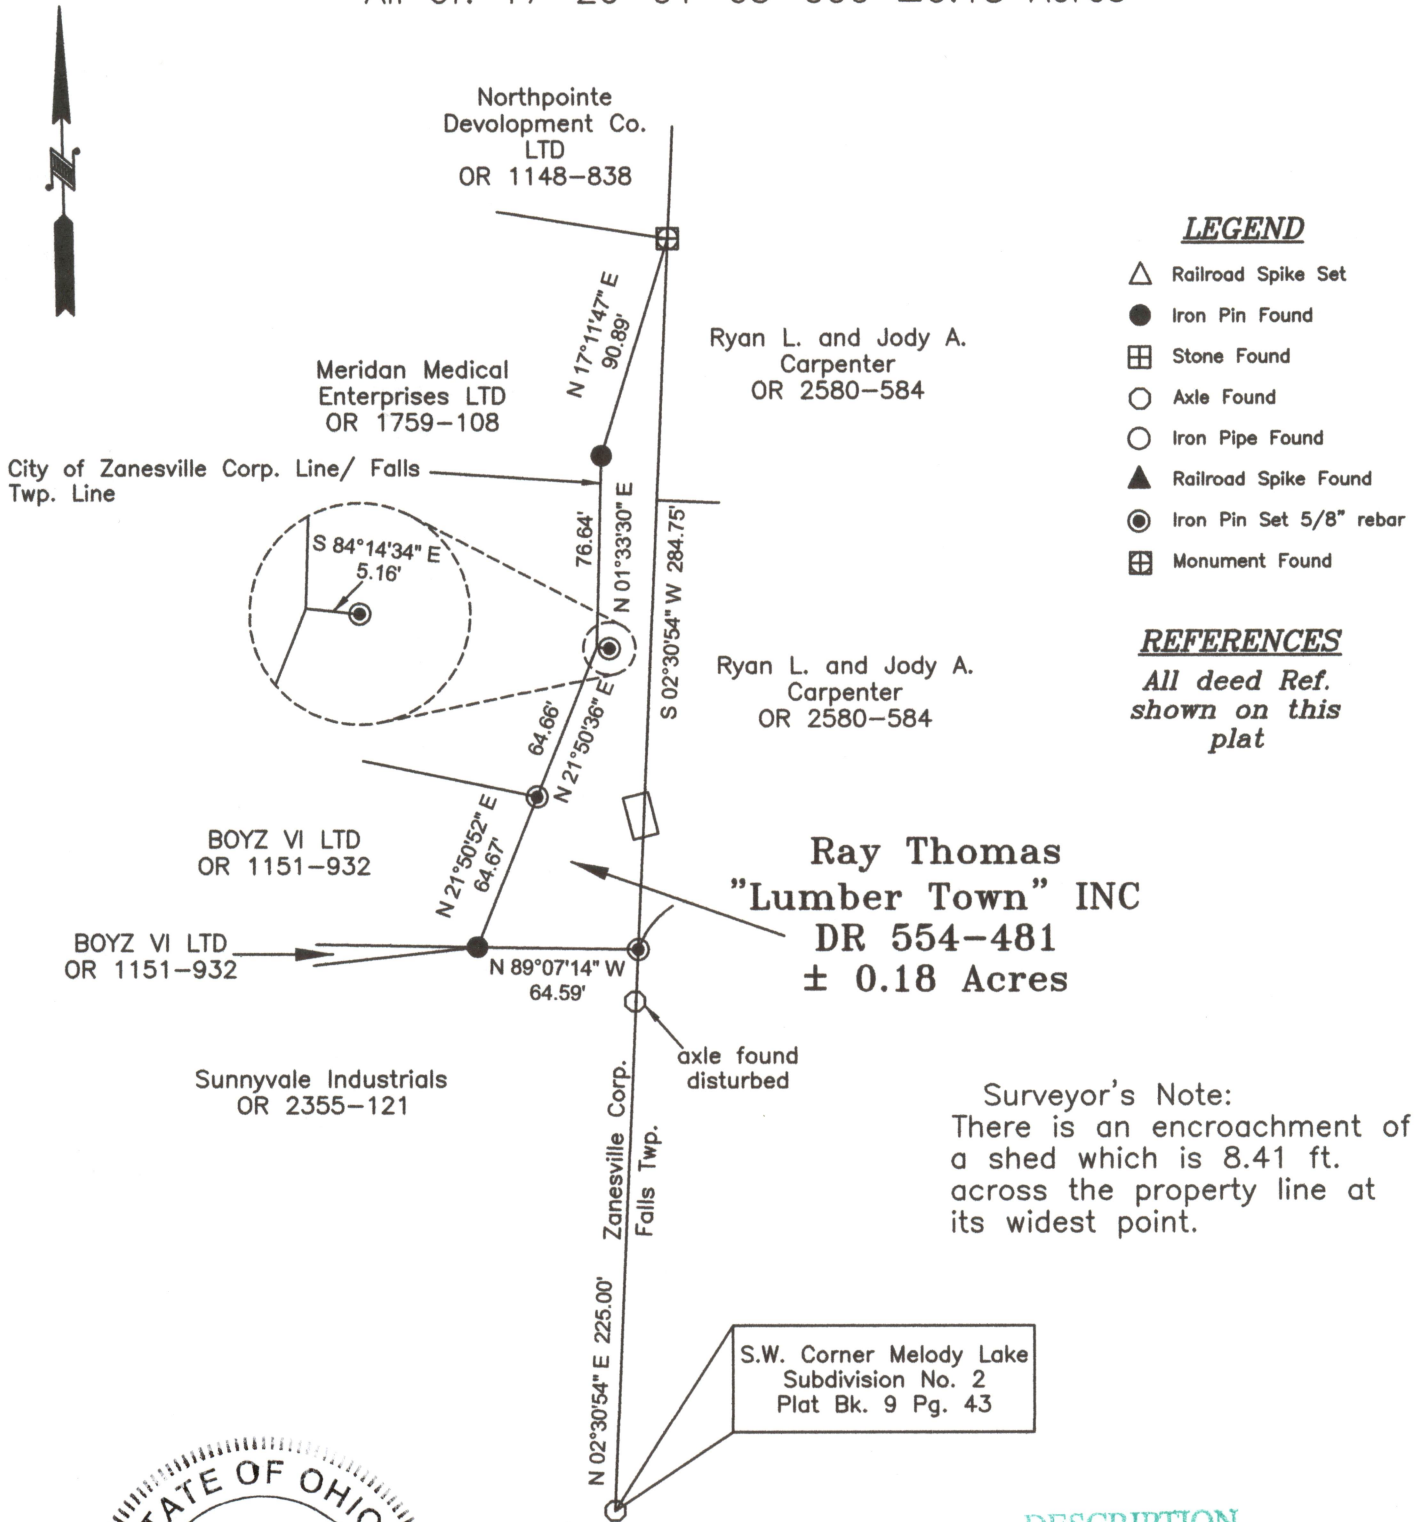 N
Northpointe
Devolopment Co.
LTD
OR 1148-838
LEGEND
Railroad Spike Set
Iron Pin Found
Stone Found
Axle Found
Iron Pipe Found
Railroad Spike Found
Iron Pin Set 5/8" rebar
Monument Found
N 17°11'47" E
90.89'
Ryan L. and Jody A.
Carpenter
OR 2580-584
Meridan Medical
Enterprises LTD
OR 1759-108
City of Zanesville Corp. Line/ Falls
Twp. Line
S 84°14'34" E
5.16'
76.64'
N 01°33'30" E
S 02°30'54" W 284.75'
REFERENCES
All deed Ref.
shown on this
plat
Ryan L. and Jody A.
Carpenter
OR 2580-584
64.66'
N 21°50'36" E
N 21°50'52" E
64.67'
BOYZ VI LTD
OR 1151-932
Ray Thomas
"Lumber Town" INC
DR 554-481
± 0.18 Acres
BOYZ VI LTD
OR 1151-932
N 89°07'14" W
64.59'
axle found
disturbed
Sunnyvale Industrials
OR 2355-121
Zanesville Corp.
Falls Twp.
Surveyor's Note:
There is an encroachment of
a shed which is 8.41 ft.
across the property line at
its widest point.
N 02°30'54" E 225.00'
S.W. Corner Melody Lake
Subdivision No. 2
Plat Bk. 9 Pg. 43
STATE OF OHIO
DESCRIPTION